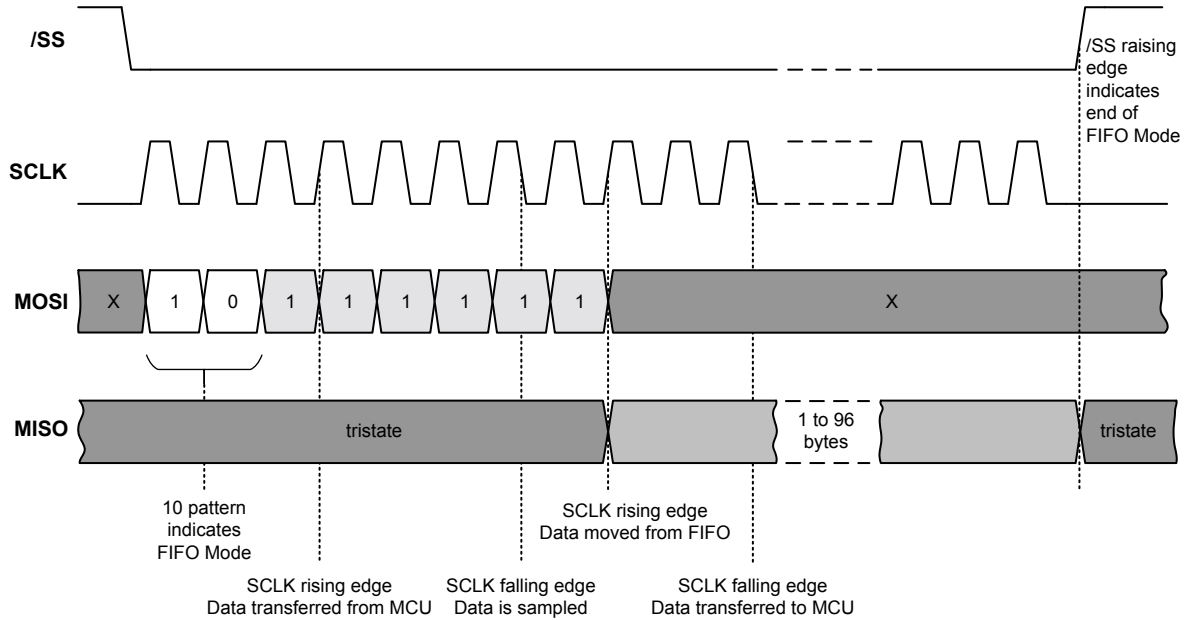 /SS
/SS raising
edge
indicates
end of
FIFO Mode
SCLK
MOSI
X
1
0
1
1
1
1
1
1
X
MISO
tristate
1 to 96
bytes
tristate
10 pattern
indicates
FIFO Mode
SCLK rising edge
Data moved from FIFO
SCLK rising edge
Data transferred from MCU
SCLK falling edge
Data is sampled
SCLK falling edge
Data transferred to MCU